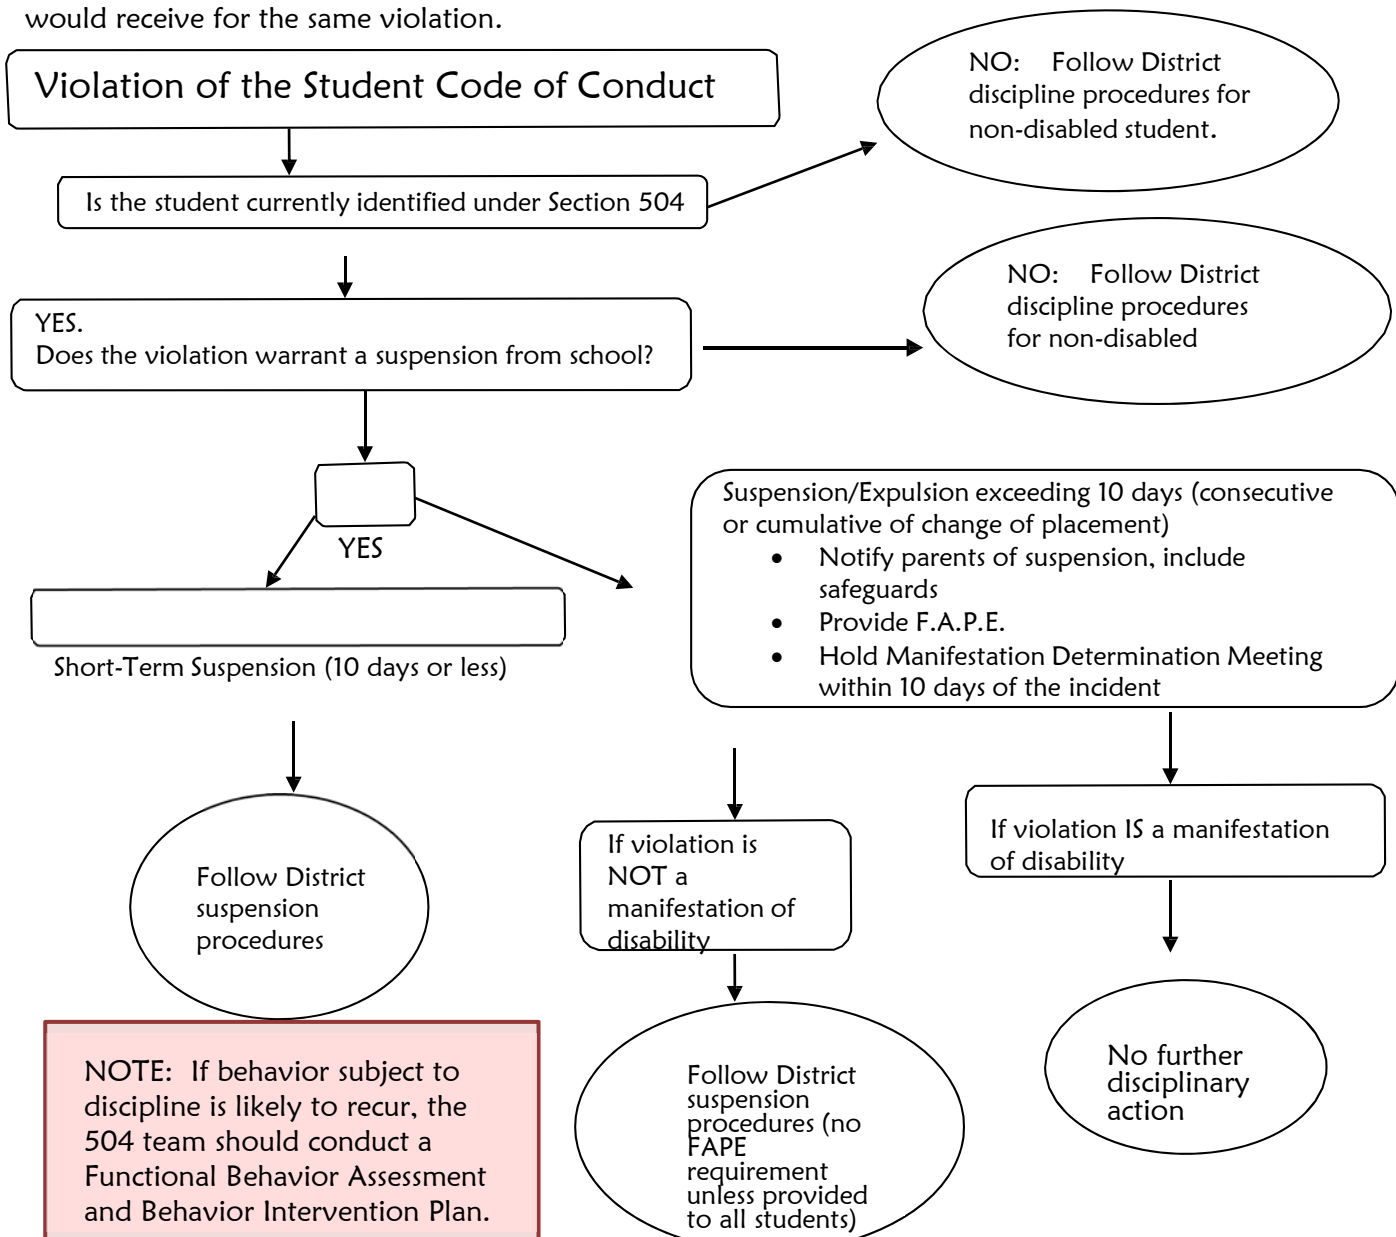 would receive for the same violation.
Violation of the Student Code of Conduct
NO: Follow District
discipline procedures for
non-disabled student.
Is the student currently identified under Section 504
NO: Follow District
discipline procedures
for non-disabled
YES.
Does the violation warrant a suspension from school?
YES
Suspension/Expulsion exceeding 10 days (consecutive
or cumulative of change of placement)
• Notify parents of suspension, include
safeguards
• Provide F.A.P.E.
• Hold Manifestation Determination Meeting
within 10 days of the incident
Short-Term Suspension (10 days or less)
Follow District
suspension
procedures
If violation is
NOT a
manifestation of
disability
If violation IS a manifestation
of disability
NOTE: If behavior subject to
discipline is likely to recur, the
504 team should conduct a
Functional Behavior Assessment
and Behavior Intervention Plan.
Follow District
suspension
procedures (no
FAPE
requirement
unless provided
to all students)
No further
disciplinary
action